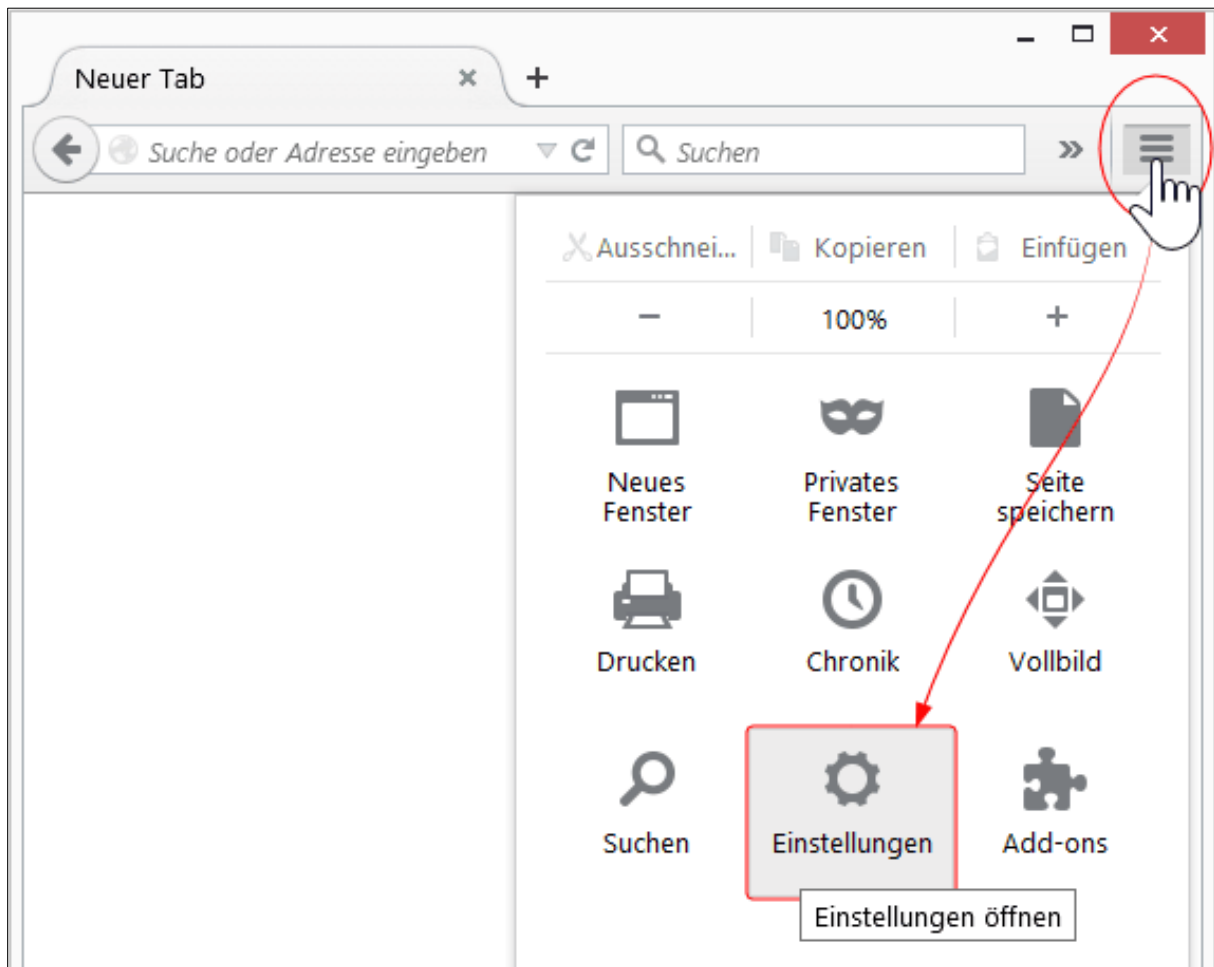 Neuer Tab
Suche oder Adresse eingeben
Suchen
Ausschnei...
Kopieren
Einfügen
100%
Neues
Fenster
Privates
Fenster
Seite
speichern
Drucken
Chronik
Vollbild
Suchen
Einstellungen
Add-ons
Einstellungen öffnen